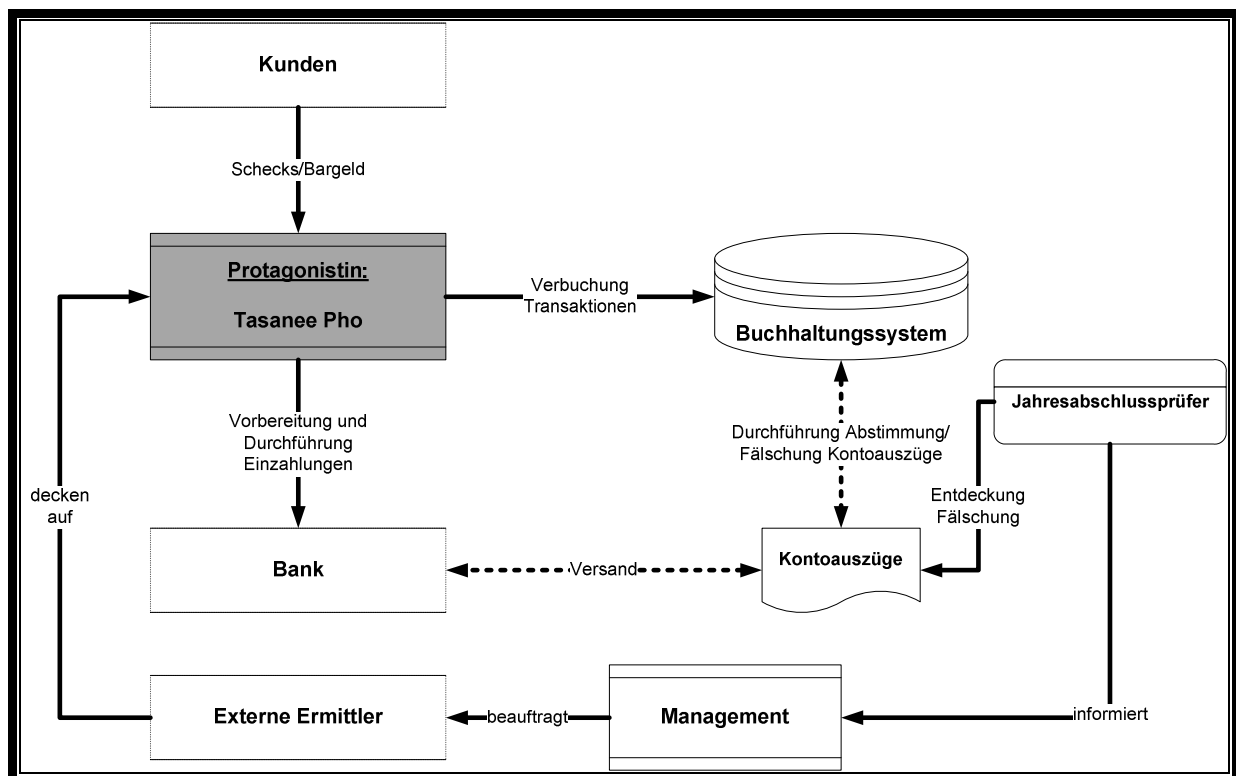 Kunden
Schecks/Bargeld
Protagonistin:
Tasanee Pho
Verbuchung
Transaktionen
Buchhaltungssystem
Jahresabschlussprüfer
Vorbereitung und
Durchführung
Einzahlungen
Durchführung Abstimmung/
Fälschung Kontoauszüge
decken
auf
Entdeckung
Fälschung
Bank
Versand
Kontoauszüge
Externe Ermittler
beauftragt
Management
informiert